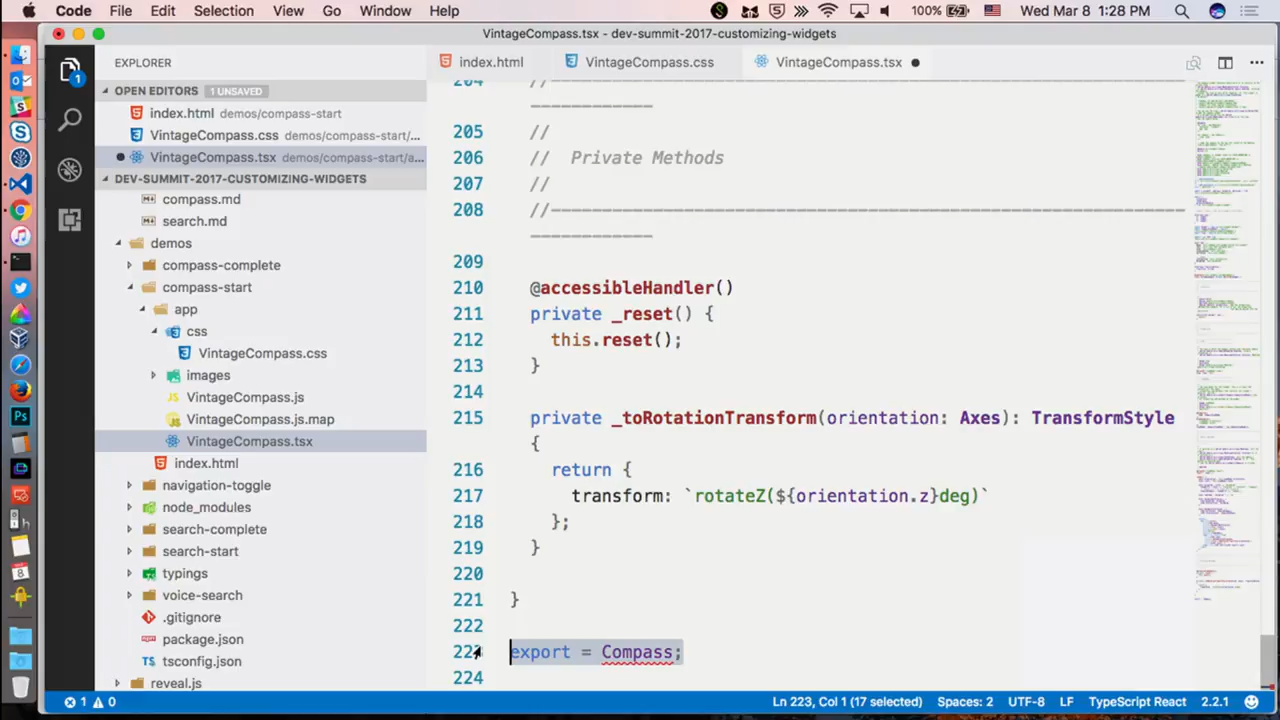 Code File Edit Selection View Go Window Help 100% Wed Mar 8 1:28 PM
VintageCompass.tsx - dev-summit-2017-customizing-widgets
EXPLORER
index.html VintageCompass.css VintageCompass.tsx
OPEN EDITORS 1 UNSAVED
index.html demos/compass-start
VintageCompass.css demos/compass-start/...
VintageCompass.tsx demos/compass-start/a...
DEV-SUMMIT-2017-CUSTOMIZING-WIDGETS
compass.md
search.md
demos
compass-complete
compass-start
app
css
VintageCompass.css
images
VintageCompass.js
VintageCompass.js.map
VintageCompass.tsx
index.html
navigation-toggle
node_modules
search-complete
search-start
typings
voice-search
.gitignore
package.json
tsconfig.json
reveal.js
204 //--------------------------------------------------------------
-------------
205 //
206 // Private Methods
207 //
208 //--------------------------------------------------------------
-------------
209
210 @accessibleHandler()
211 private _reset() {
212 this.reset();
213 }
214
215 private _toRotationTransform(orientation: Axes): TransformStyle
{
216 return {
217 transform: `rotateZ(${orientation.z}deg)`
218 };
219 }
220
221 }
222
223 export = Compass;
224
1 0 Ln 223, Col 1 (17 selected) Spaces: 2 UTF-8 LF TypeScript React 2.2.1